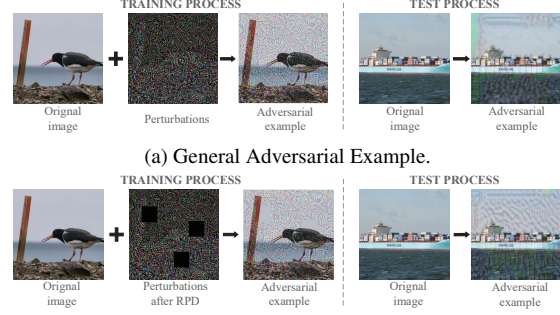 TRAINING PROCESS TEST PROCESS
Orignal image Perturbations Adversarial example Orignal image Adversarial example
(a) General Adversarial Example.
TRAINING PROCESS TEST PROCESS
Orignal image Perturbations after RPD Adversarial example Orignal image Adversarial example